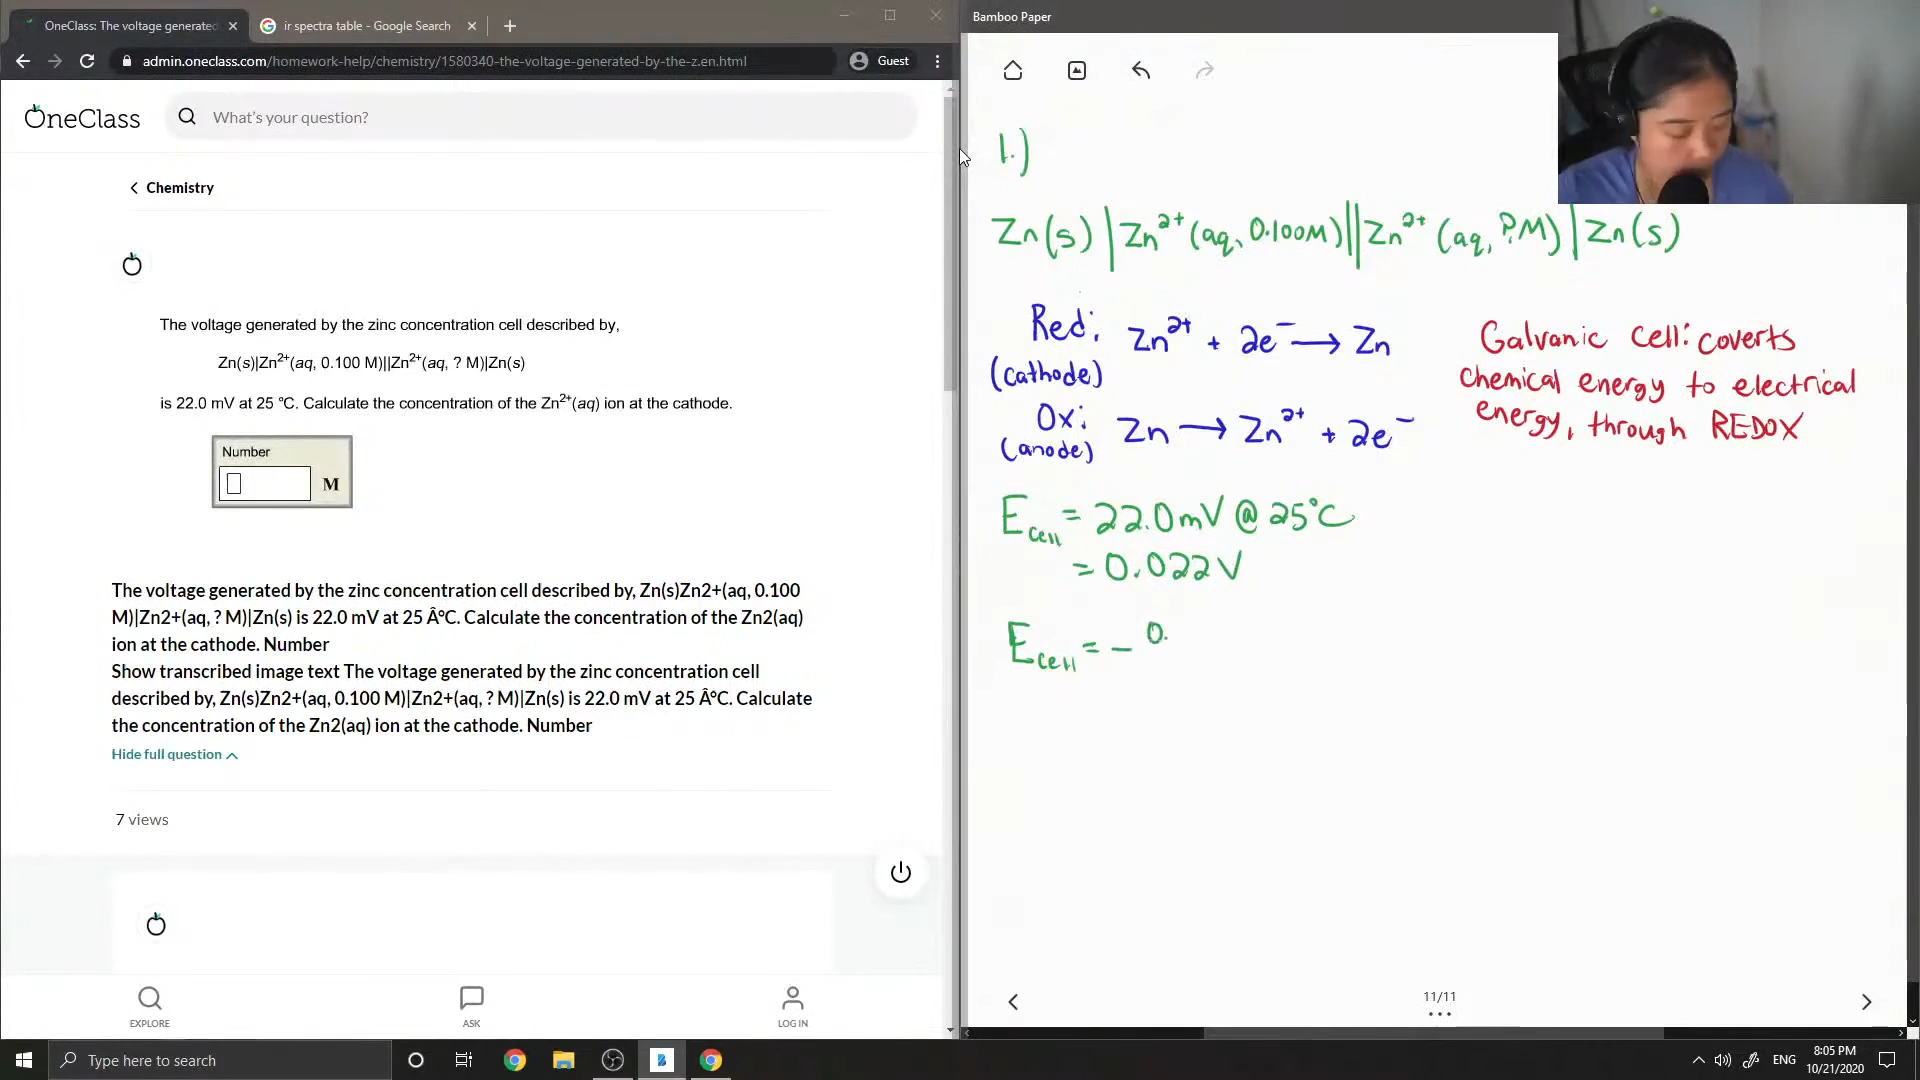 OneClass: The voltage generated
ir spectra table - Google Search
admin.oneclass.com/homework-help/chemistry/1580340-the-voltage-generated-by-the-z.en.html
Guest
OneClass
What's your question?
Chemistry
The voltage generated by the zinc concentration cell described by,
Zn(s)|Zn2+(aq, 0.100 M)||Zn2+(aq, ? M)|Zn(s)
is 22.0 mV at 25 °C. Calculate the concentration of the Zn2+(aq) ion at the cathode.
Number
M
The voltage generated by the zinc concentration cell described by, Zn(s)Zn2+(aq, 0.100
M)|Zn2+(aq, ? M)|Zn(s) is 22.0 mV at 25 Â°C. Calculate the concentration of the Zn2(aq)
ion at the cathode. Number
Show transcribed image text The voltage generated by the zinc concentration cell
described by, Zn(s)Zn2+(aq, 0.100 M)|Zn2+(aq, ? M)|Zn(s) is 22.0 mV at 25 Â°C. Calculate
the concentration of the Zn2(aq) ion at the cathode. Number
Hide full question
7 views
EXPLORE
ASK
LOG IN
Bamboo Paper
1.)
Zn(s) | Zn2+ (aq, 0.100M) || Zn2+ (aq, ?M) | Zn(s)
Red: Zn2+ + 2e- → Zn
(cathode)
Ox: Zn → Zn2+ + 2e-
(anode)
Galvanic cell: coverts
chemical energy to electrical
energy, through REDOX
Ecell = 22.0mV @ 25°C
= 0.022V
Ecell = - 0.
11/11
Type here to search
ENG
8:05 PM
10/21/2020